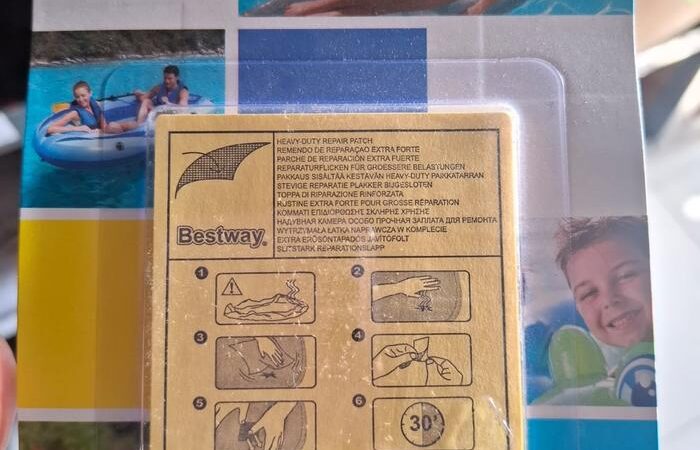 HEAVY-DUTY REPAIR PATCH
REMENDO DE REPARAÇAO EXTRA FORTE
PARCHE DE REPARACIÓN EXTRA FUERTE
REPARATURFLICKEN FÜR GROESSERE BELASTUNGEN
PAKKAUS SISÄLTÄÄ KESTÄVÄN HEAVY-DUTY PAIKKATARRAN
STEVIGE REPARATIE PLAKKER BIJGESLOTEN
TOPPA DI RIPARAZIONE RINFORZATA
RUSTINE EXTRA FORTE POUR GROSSE RÉPARATION
ΚΟΜΜΑΤΙ ΕΠΙΔΙΟΡΘΩΣΗΣ ΣΚΛΗΡΗΣ ΧΡΗΣΗΣ
НАДУВНАЯ КАМЕРА ОСОБО ПРОЧНАЯ ЗАПЛАТА ДЛЯ РЕМОНТА
WYTRZYMAŁA ŁATKA NAPRAWCZA W KOMPLECIE
EXTRA ERŐSÖNTAPADÓS JAVÍTÓFOLT
SLITSTARK REPARATIONSLAPP
Bestway®
1
2
3
4
5
6
30'